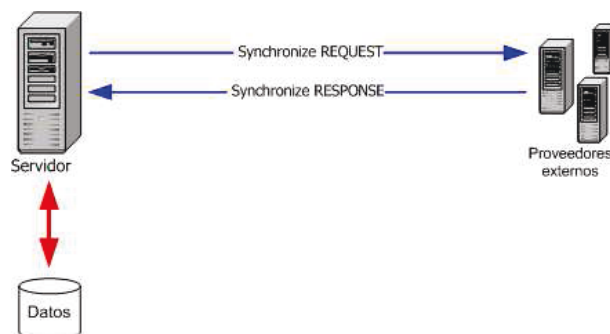 Synchronize REQUEST
Synchronize RESPONSE
Servidor
Proveedores
externos
Datos